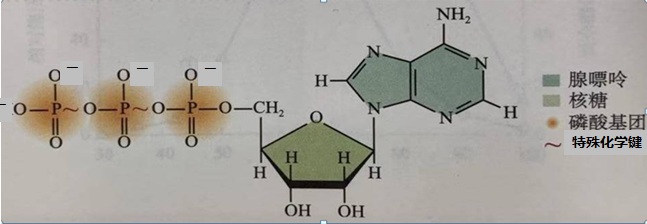 NH₂
O⁻ O⁻ O⁻
N N
H
⁻O—P~O—P~O—P—O—CH₂
O O O
N N H
O
H H H H
OH OH
腺嘌呤
核糖
磷酸基团
~ 特殊化学键